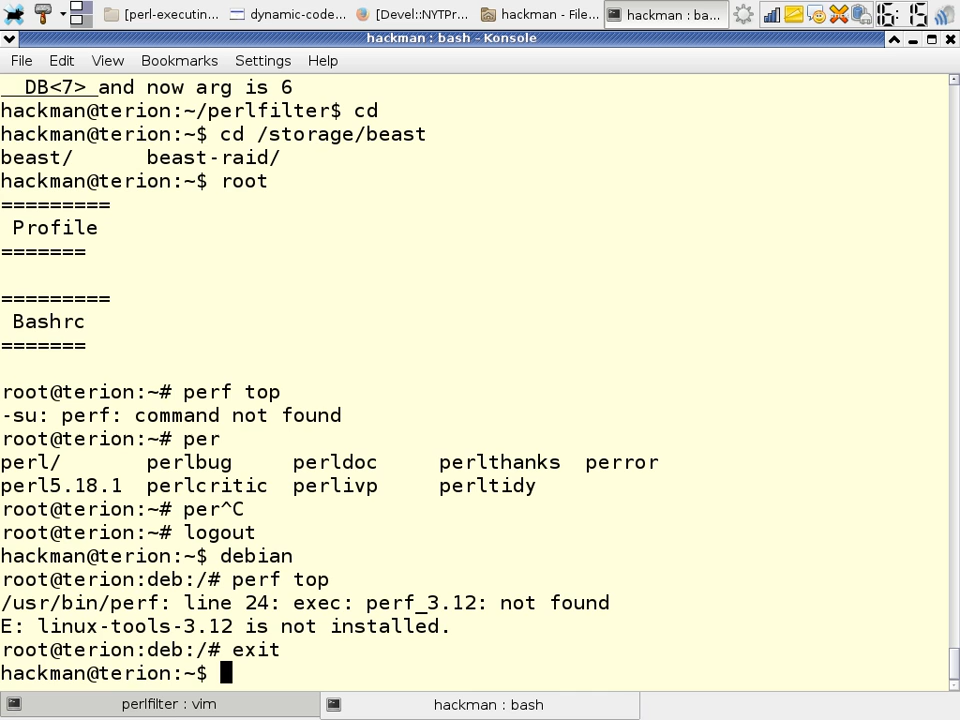 [perl-executin...
dynamic-code...
[Devel::NYTPr...
hackman - File...
hackman : ba...
16:15
hackman : bash - Konsole
File Edit View Bookmarks Settings Help
DB<7> and now arg is 6
hackman@terion:~/perlfilter$ cd
hackman@terion:~$ cd /storage/beast
beast/ beast-raid/
hackman@terion:~$ root
=========
Profile
=======
=========
Bashrc
=======
root@terion:~# perf top
-su: perf: command not found
root@terion:~# per
perl/ perlbug perldoc perlthanks perror
perl5.18.1 perlcritic perlivp perltidy
root@terion:~# per^C
root@terion:~# logout
hackman@terion:~$ debian
root@terion:deb:/# perf top
/usr/bin/perf: line 24: exec: perf_3.12: not found
E: linux-tools-3.12 is not installed.
root@terion:deb:/# exit
hackman@terion:~$
perlfilter : vim
hackman : bash